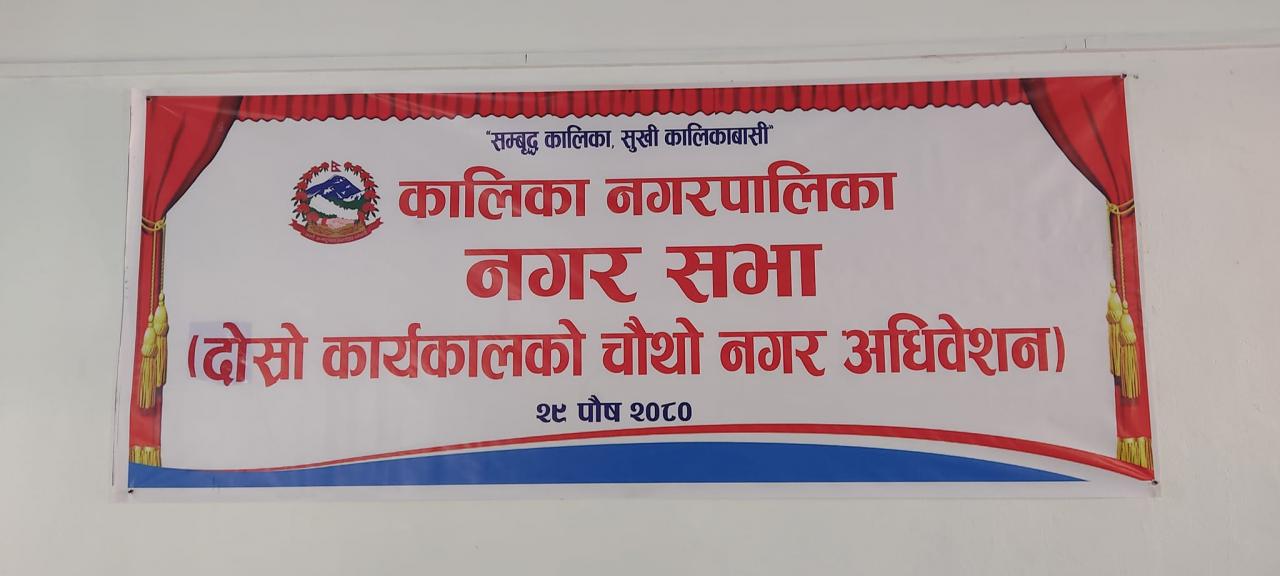 "सम्बृद्ध कालिका, सुखी कालिकाबासी"
कालिका नगरपालिका
नगर सभा
(दोस्रो कार्यकालको चौथो नगर अधिवेशन)
२९ पौष २०८०